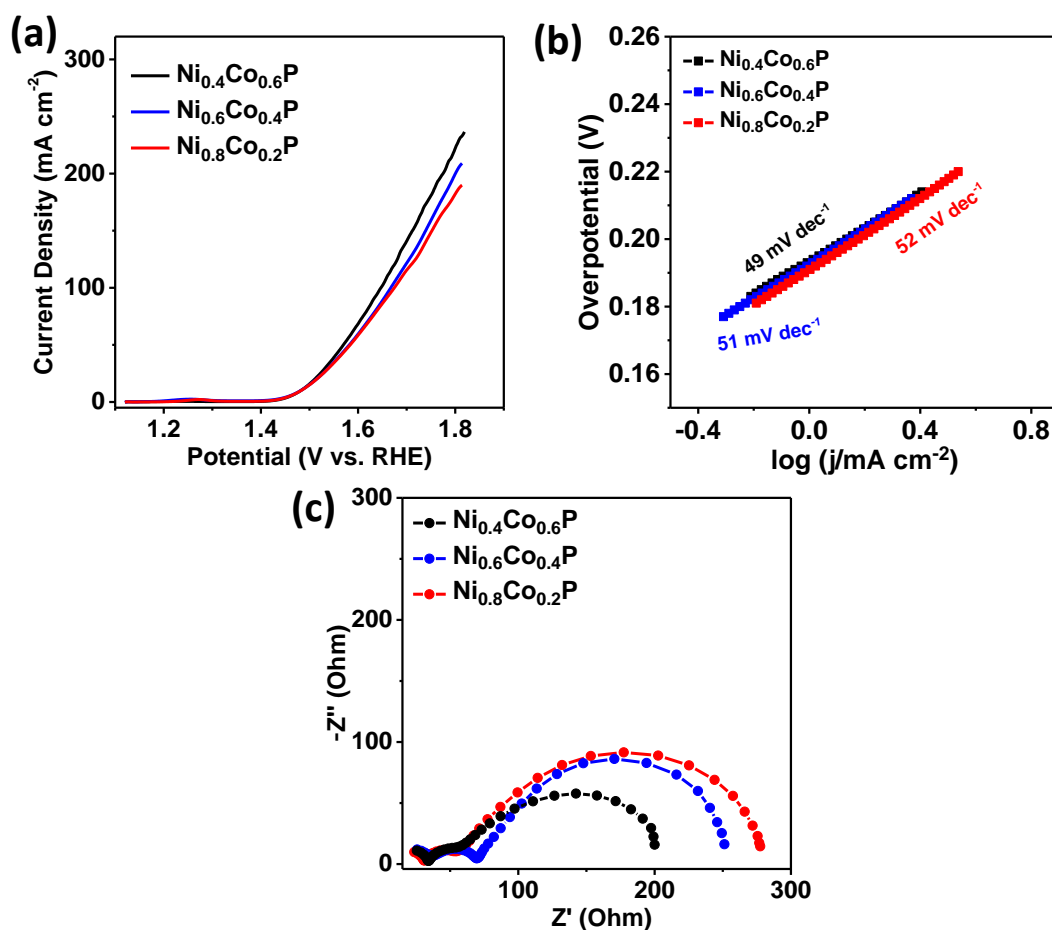 (a)
300
200
100
0
Current Density (mA cm⁻²)
Ni₀.₄Co₀.₆P
Ni₀.₆Co₀.₄P
Ni₀.₈Co₀.₂P
1.2 1.4 1.6 1.8
Potential (V vs. RHE)
(b)
0.26
0.24
0.22
0.20
0.18
0.16
Overpotential (V)
Ni₀.₄Co₀.₆P
Ni₀.₆Co₀.₄P
Ni₀.₈Co₀.₂P
49 mV dec⁻¹
52 mV dec⁻¹
51 mV dec⁻¹
-0.4 0.0 0.4 0.8
log (j/mA cm⁻²)
(c)
300
200
100
0
-Z'' (Ohm)
Ni₀.₄Co₀.₆P
Ni₀.₆Co₀.₄P
Ni₀.₈Co₀.₂P
100 200 300
Z' (Ohm)